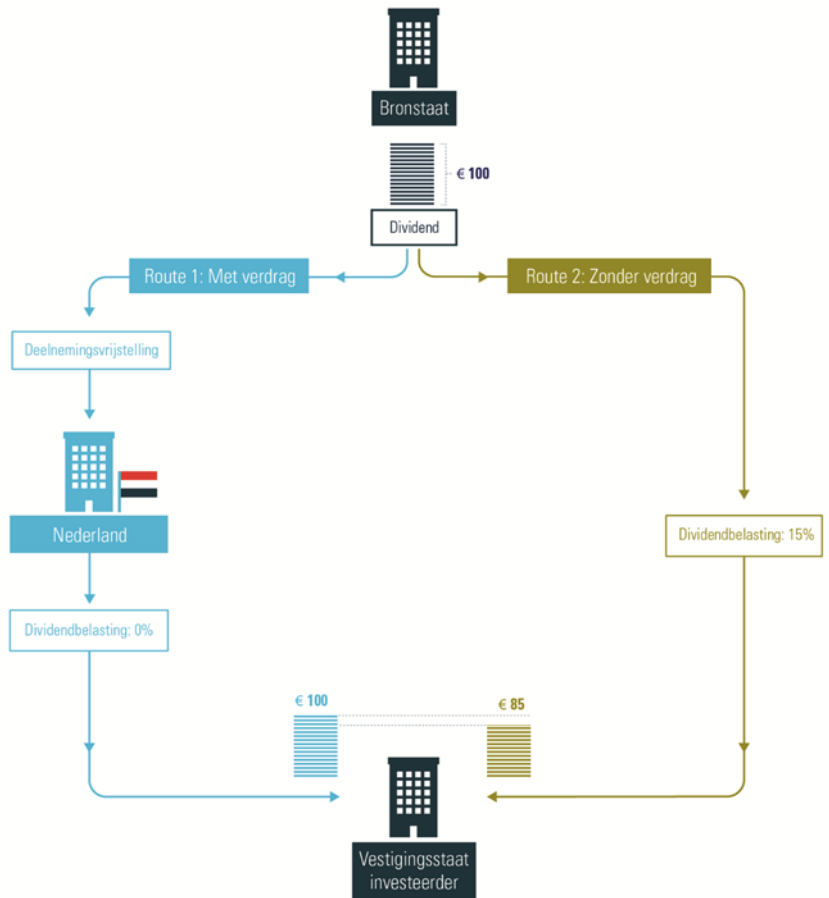 Bronstaat
€ 100
Dividend
Route 1: Met verdrag
Route 2: Zonder verdrag
Deelnemingsvrijstelling
Nederland
Dividendbelasting: 15%
Dividendbelasting: 0%
€ 100
€ 85
Vestigingsstaat
investeerder